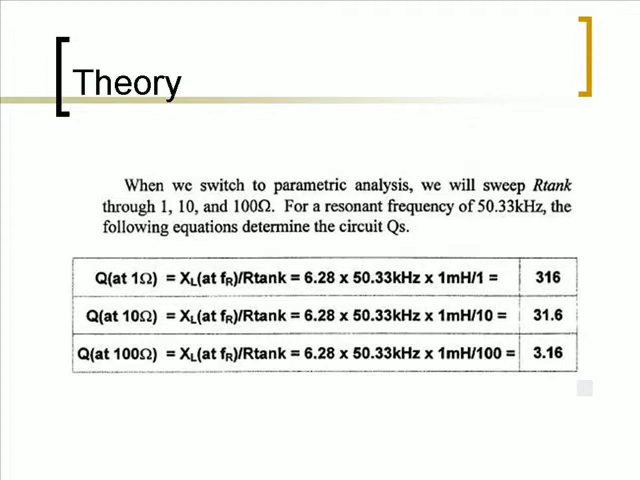 Theory
When we switch to parametric analysis, we will sweep Rtank
through 1, 10, and 100Ω. For a resonant frequency of 50.33kHz, the
following equations determine the circuit Qs.
Q(at 1Ω) = XL(at fR)/Rtank = 6.28 x 50.33kHz x 1mH/1 = 316
Q(at 10Ω) = XL(at fR)/Rtank = 6.28 x 50.33kHz x 1mH/10 = 31.6
Q(at 100Ω) = XL(at fR)/Rtank = 6.28 x 50.33kHz x 1mH/100 = 3.16